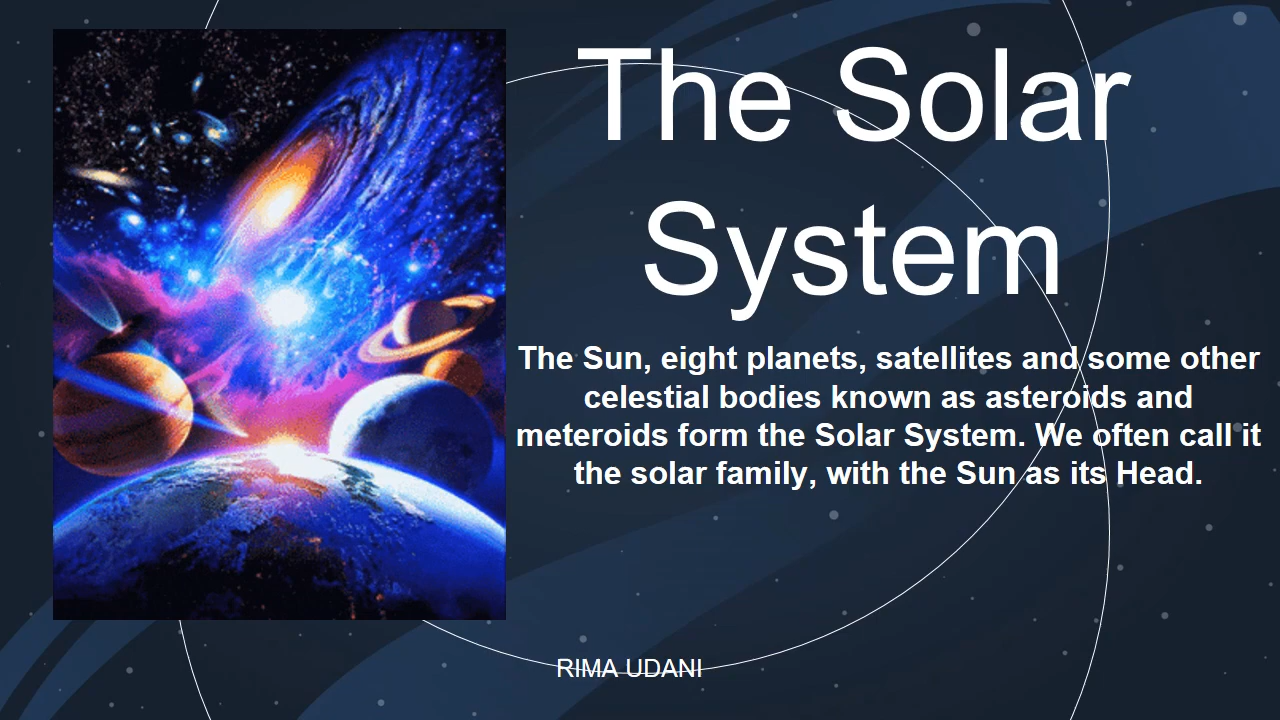 The Solar
System
The Sun, eight planets, satellites and some other
celestial bodies known as asteroids and
meteroids form the Solar System. We often call it
the solar family, with the Sun as its Head.
RIMA UDANI